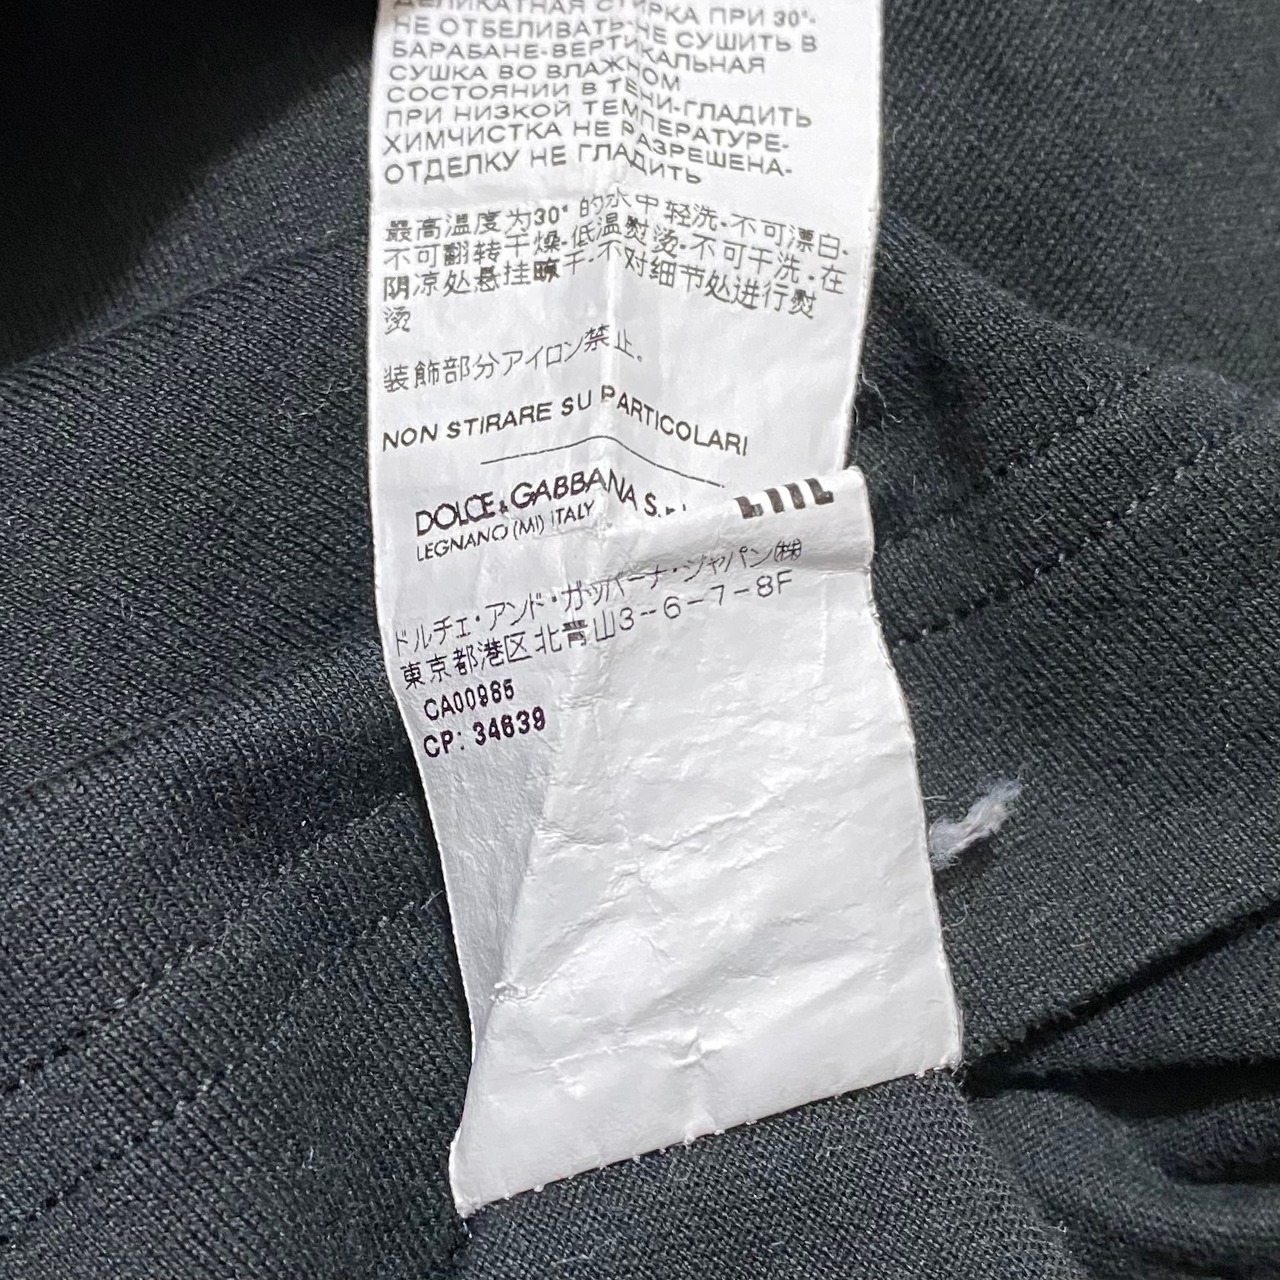 ДЕЛИКАТНАЯ СТИРКА ПРИ 30°-
НЕ ОТБЕЛИВАТЬ-НЕ СУШИТЬ В
БАРАБАНЕ-ВЕРТИКАЛЬНАЯ
СУШКА ВО ВЛАЖНОМ
СОСТОЯНИИ В ТЕНИ-ГЛАДИТЬ
ПРИ НИЗКОЙ ТЕМПЕРАТУРЕ-
ХИМЧИСТКА НЕ РАЗРЕШЕНА-
ОТДЕЛКУ НЕ ГЛАДИТЬ
最高温度为30°的水中轻洗-不可漂白-
不可翻转干燥-低温熨烫-不可干洗-在
阴凉处悬挂晾干-不对细节处进行熨
烫
装飾部分アイロン禁止。
NON STIRARE SU PARTICOLARI
DOLCE&GABBANA
LEGNANO (MI) ITALY
ドルチェ・アンド・ガッバーナ・ジャパン(株)
東京都港区北青山3-6-7-8F
CA00965
CP: 34639